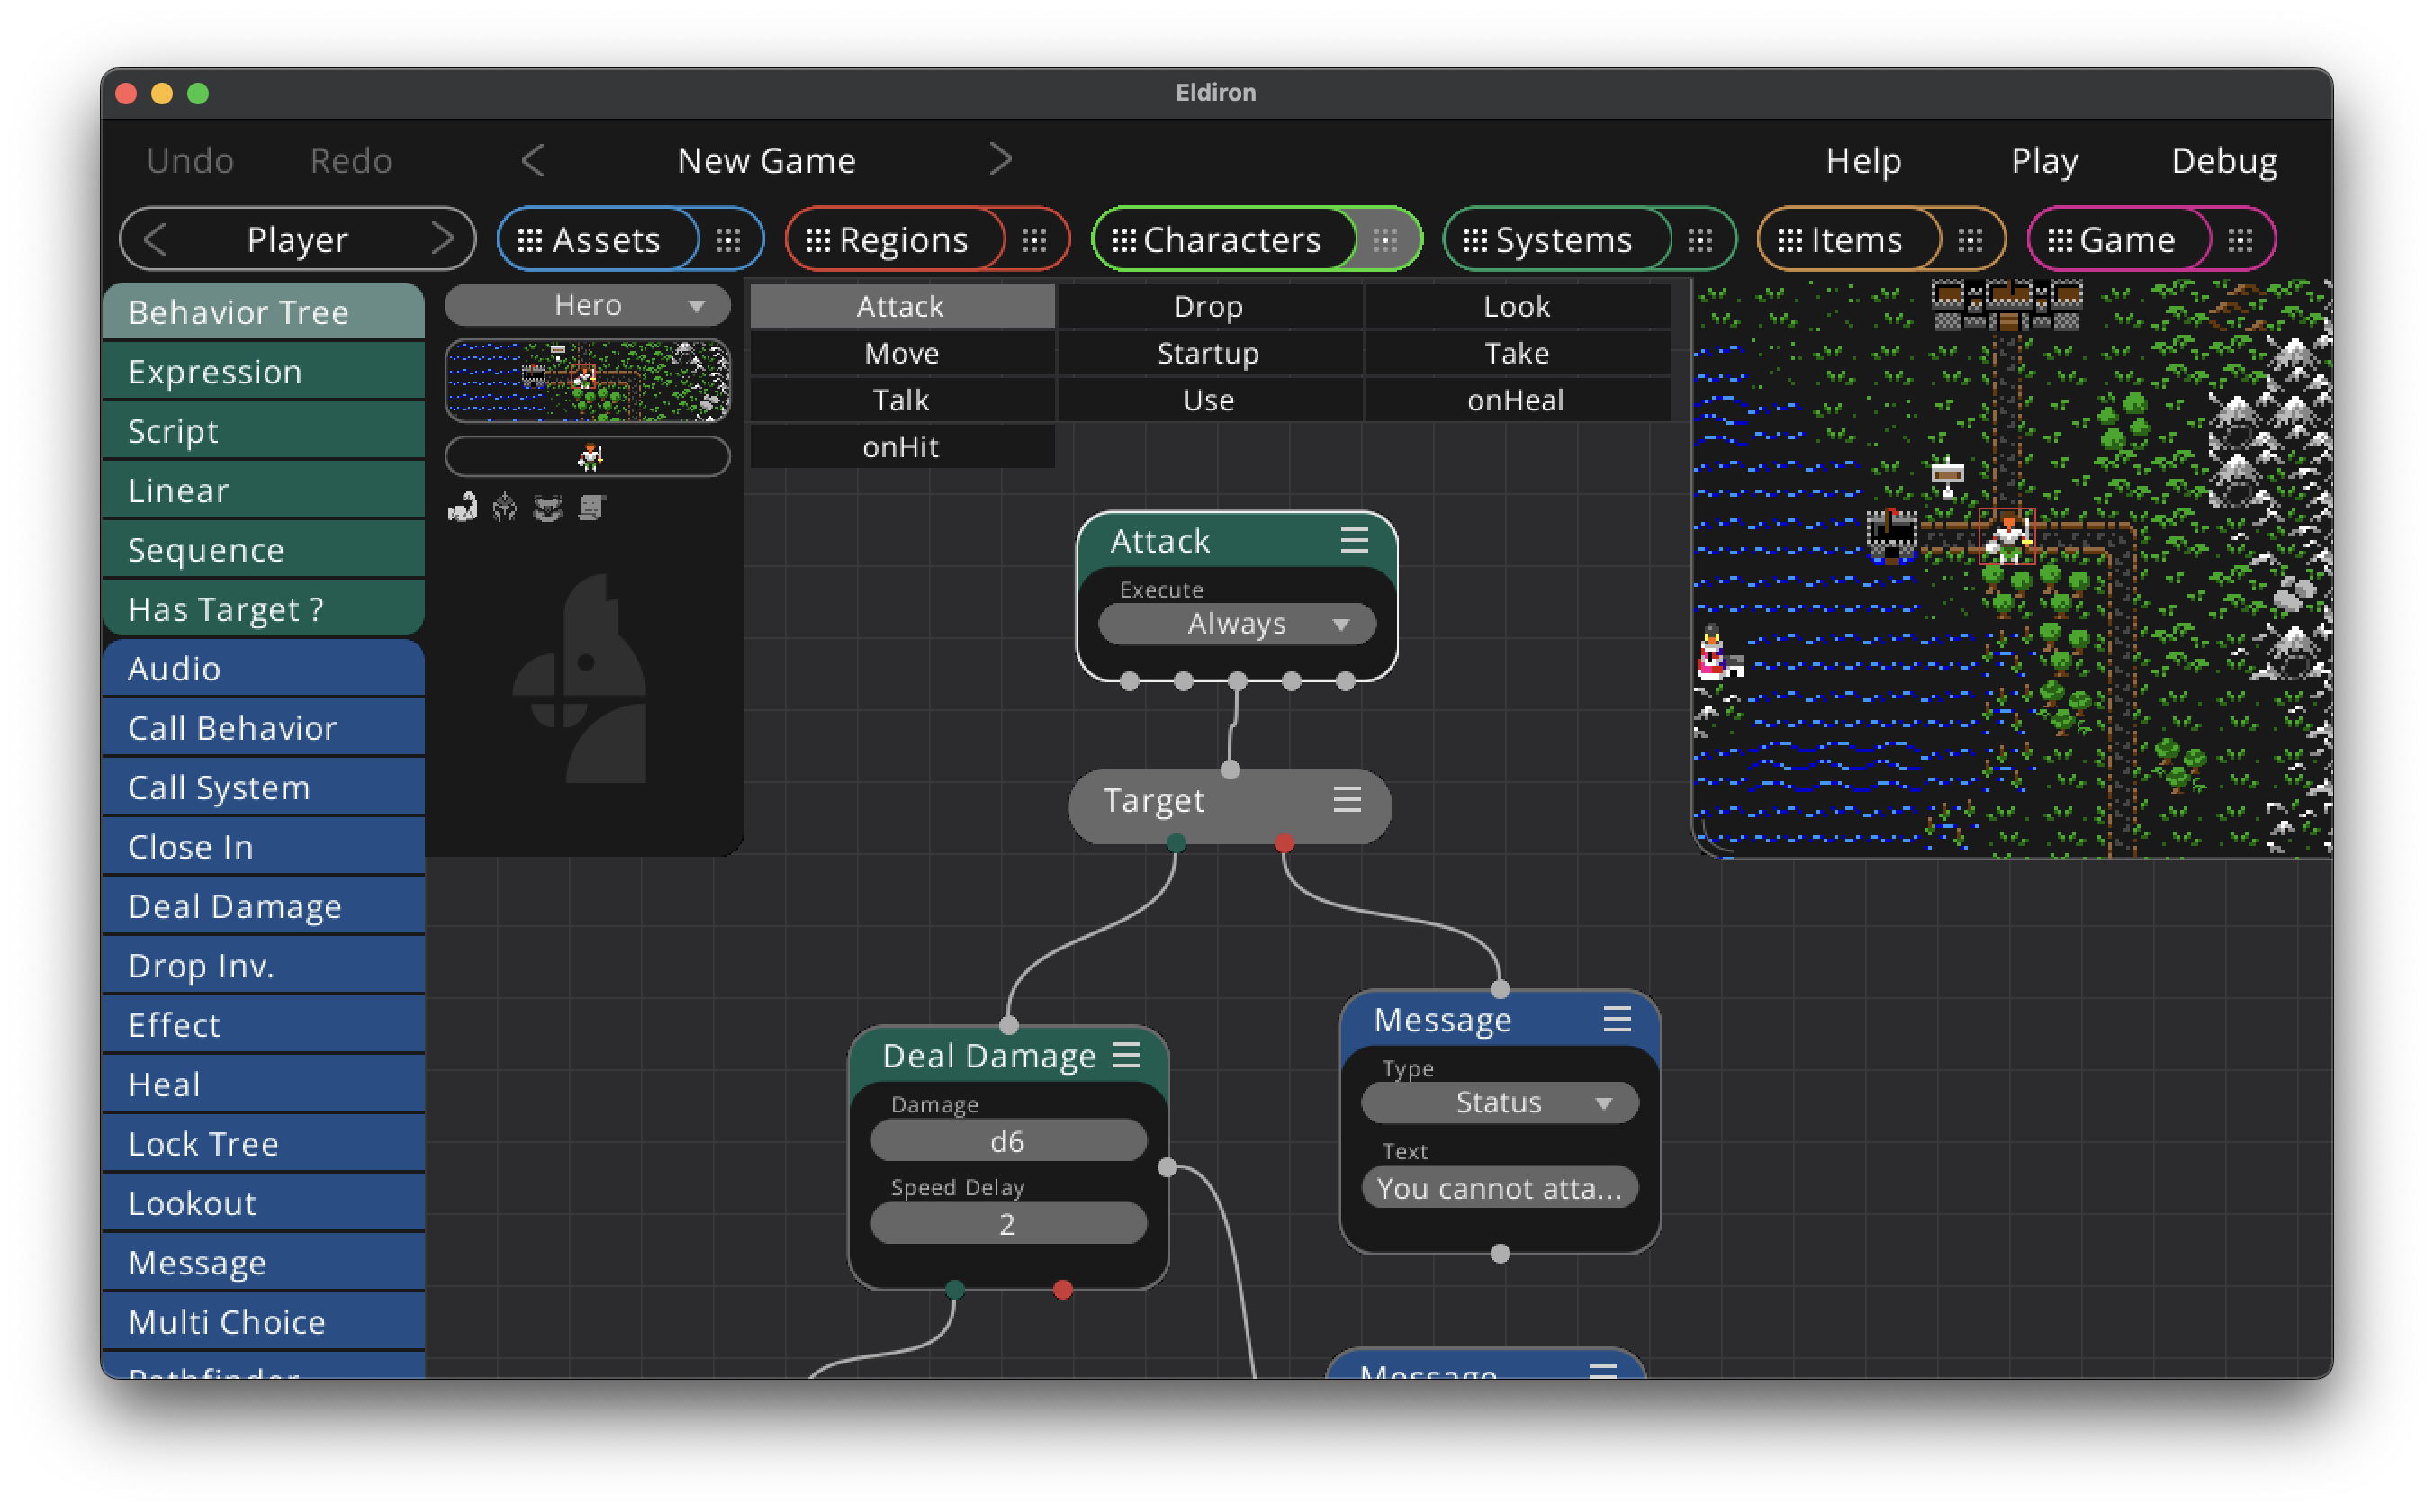 Eldiron
Undo Redo < New Game > Help Play Debug
< Player > Assets Regions Characters Systems Items Game
Behavior Tree
Expression
Script
Linear
Sequence
Has Target ?
Audio
Call Behavior
Call System
Close In
Deal Damage
Drop Inv.
Effect
Heal
Lock Tree
Lookout
Message
Multi Choice
Pathfinder
Hero
Attack Drop Look
Move Startup Take
Talk Use onHeal
onHit
Attack
Execute
Always
Target
Deal Damage
Damage
d6
Speed Delay
2
Message
Type
Status
Text
You cannot atta...
Message